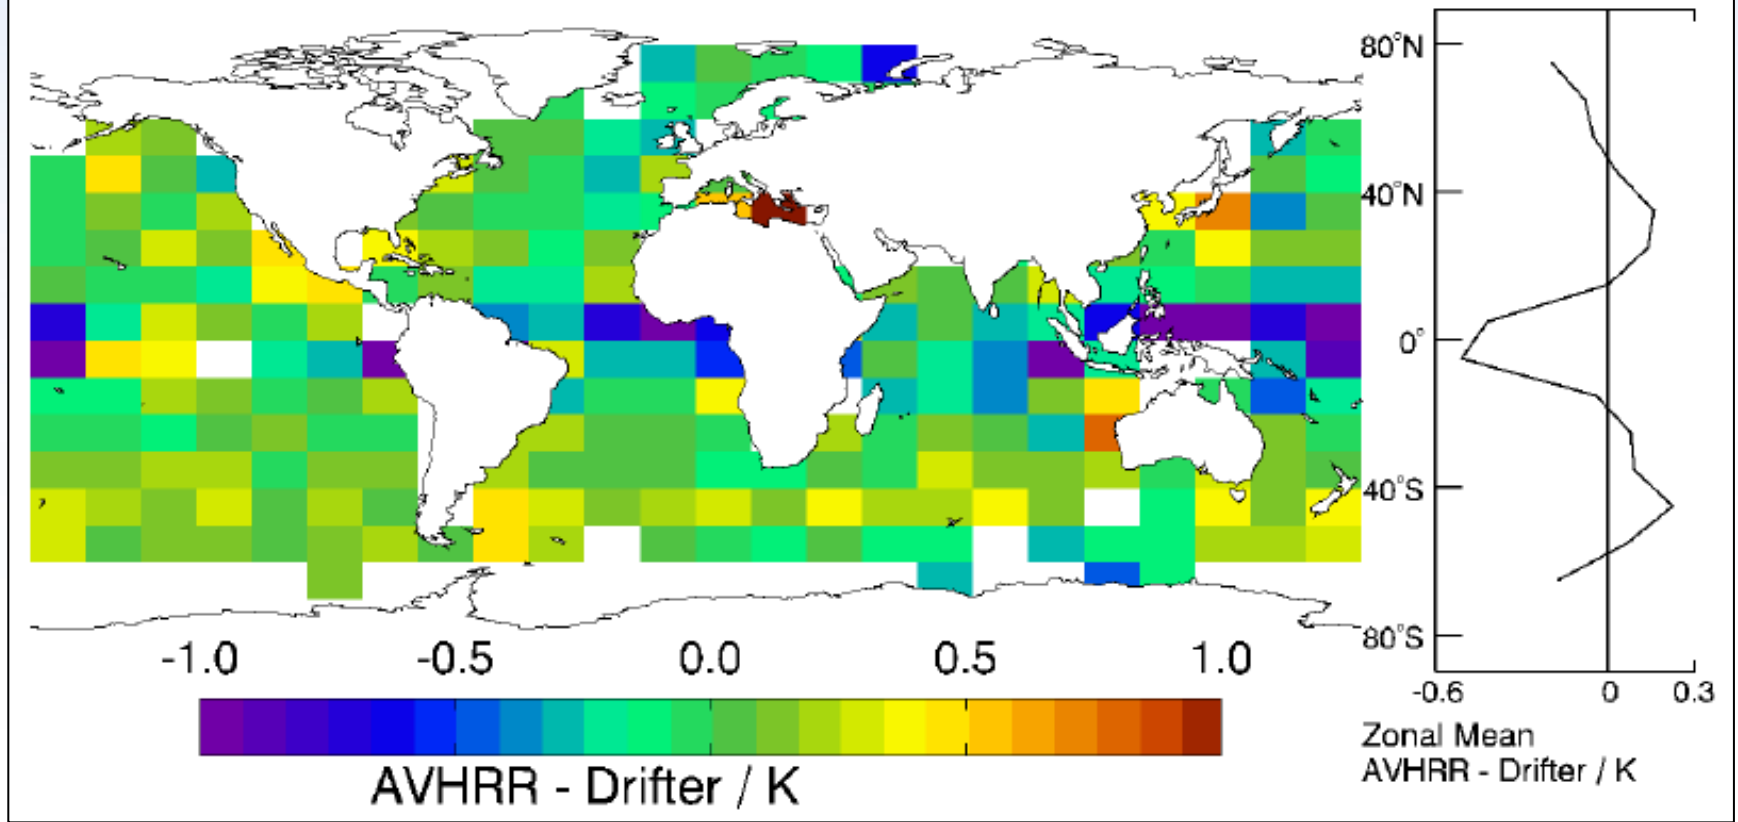 80°N
40°N
0°
40°S
80°S
-1.0 -0.5 0.0 0.5 1.0
AVHRR - Drifter / K
-0.6 0 0.3
Zonal Mean
AVHRR - Drifter / K